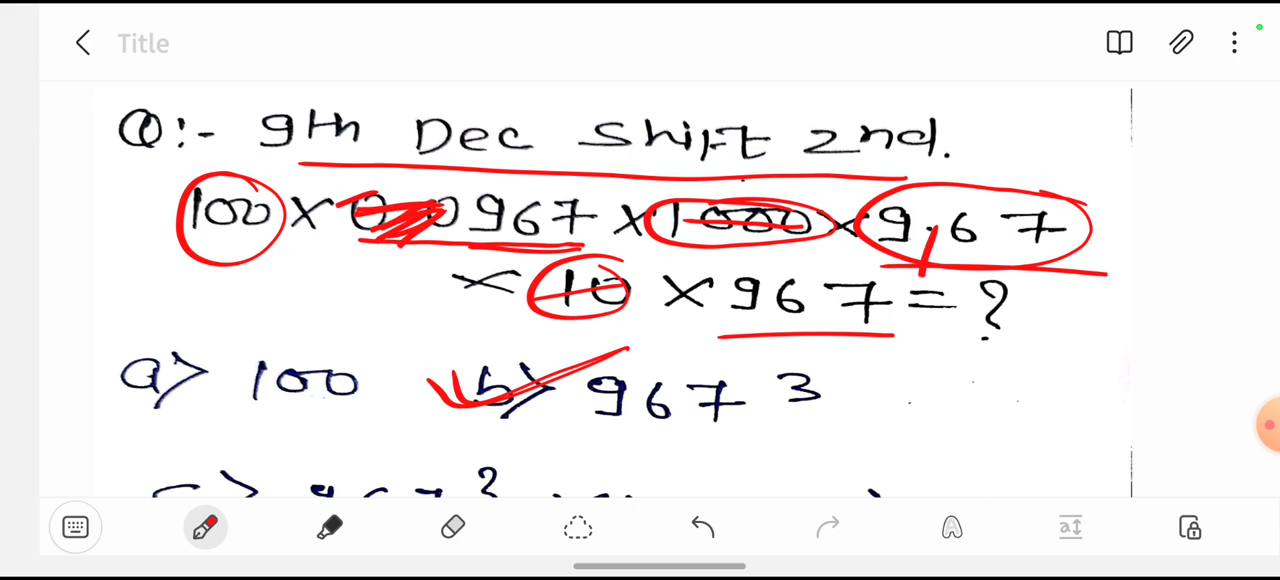 Title
Q:- 9th Dec Shift 2nd.
100 × 0.0967 × 1000 × 9.67
× 10 × 967 = ?
a> 100 b> 967 3